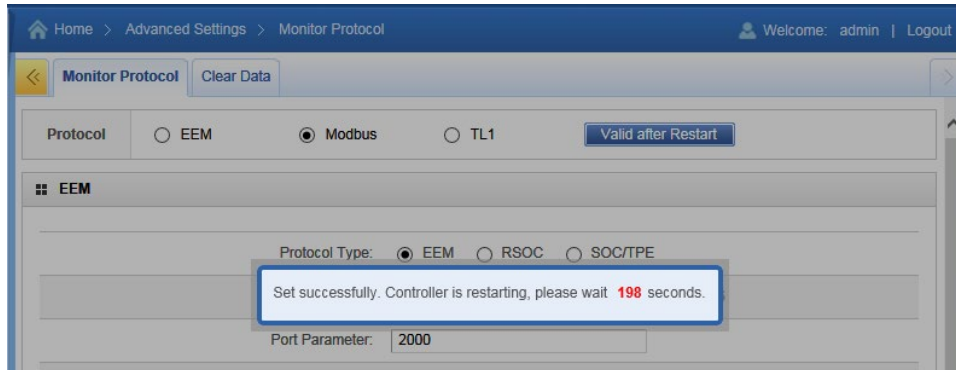 Home > Advanced Settings > Monitor Protocol Welcome: admin | Logout
Monitor Protocol Clear Data
Protocol EEM Modbus TL1 Valid after Restart
EEM
Protocol Type: EEM RSOC SOC/TPE
Set successfully. Controller is restarting, please wait 198 seconds.
Port Parameter: 2000